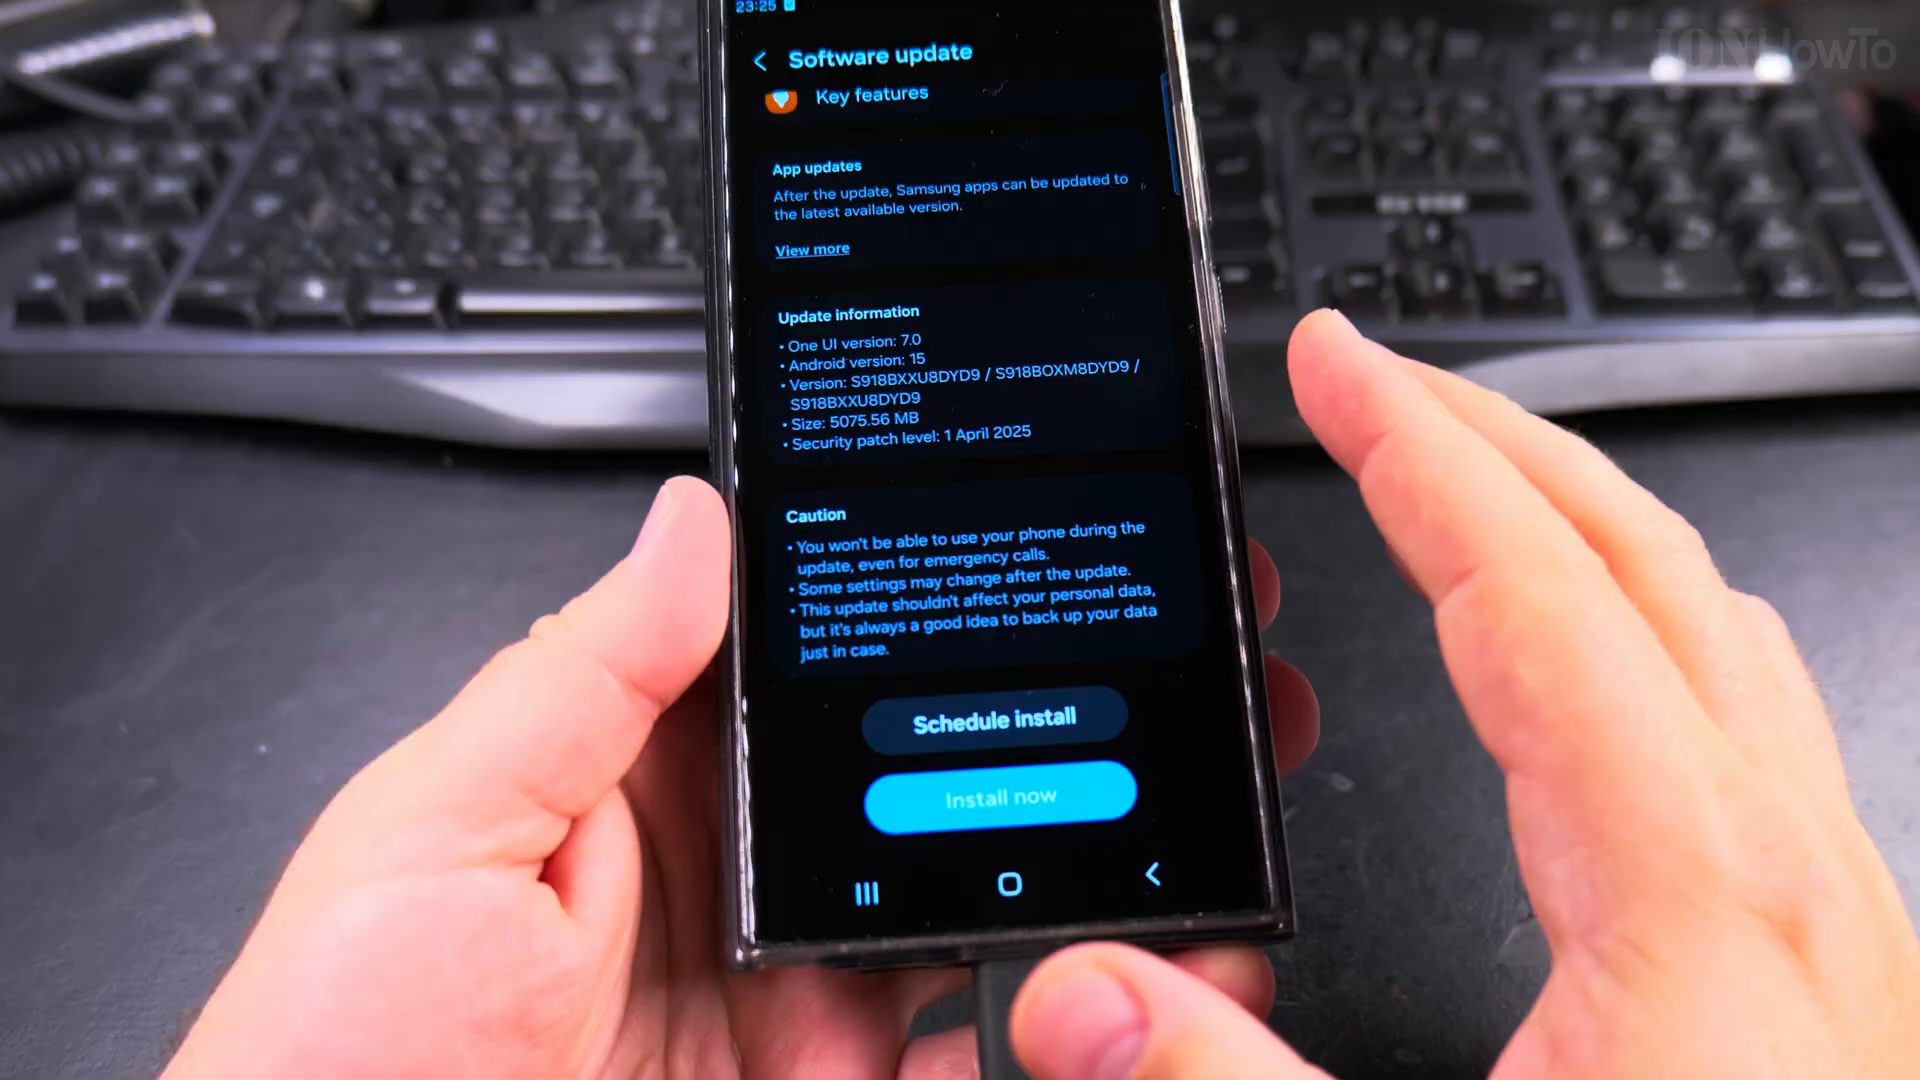 IONHowTo
23:25
Software update
Key features
App updates
After the update, Samsung apps can be updated to
the latest available version.
View more
Update information
• One UI version: 7.0
• Android version: 15
• Version: S918BXXU8DYD9 / S918BOXM8DYD9 /
S918BXXU8DYD9
• Size: 5075.56 MB
• Security patch level: 1 April 2025
Caution
• You won't be able to use your phone during the
update, even for emergency calls.
• Some settings may change after the update.
• This update shouldn't affect your personal data,
but it's always a good idea to back up your data
just in case.
Schedule install
Install now